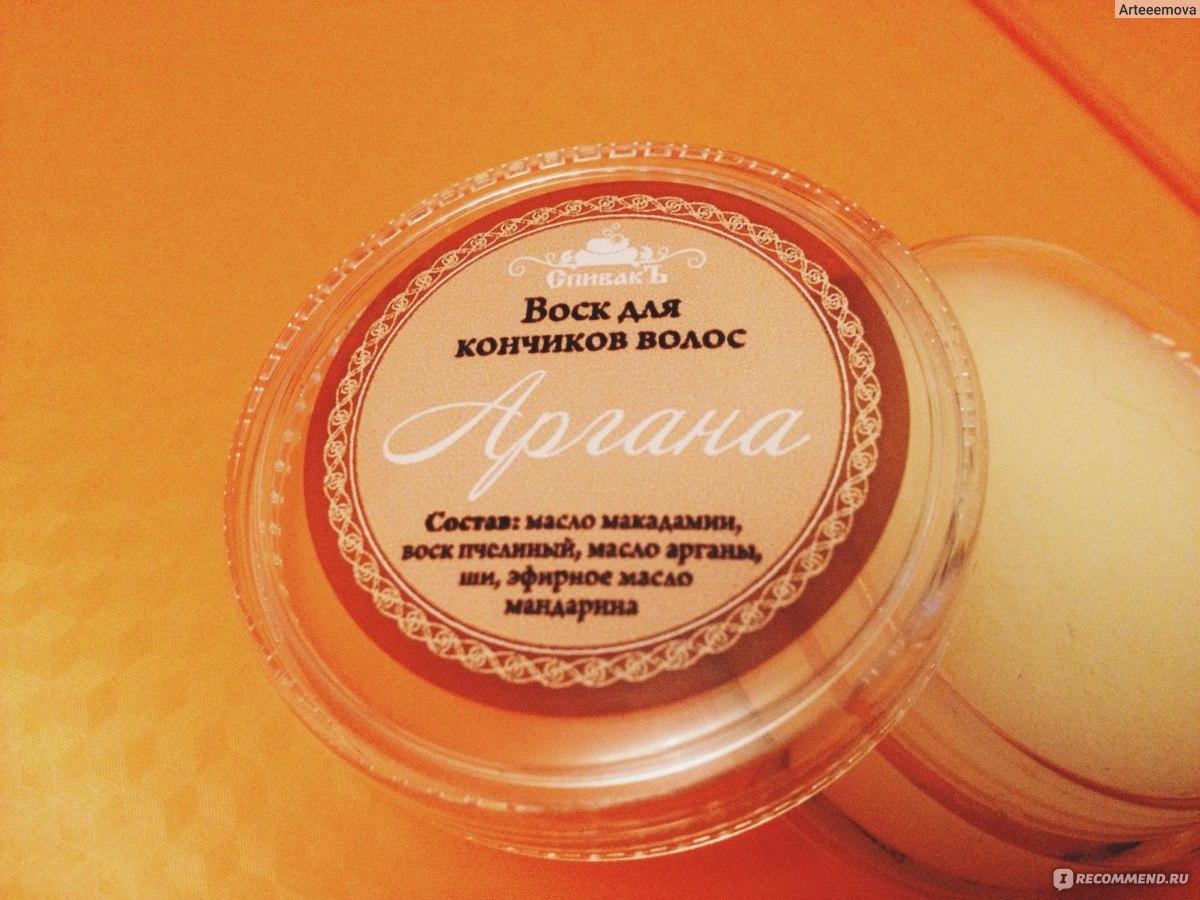 Arteeemova
СпивакЪ
Воск для
кончиков волос
Аргана
Состав: масло макадамии,
воск пчелиный, масло арганы,
ши, эфирное масло
мандарина
IRECOMMEND.RU